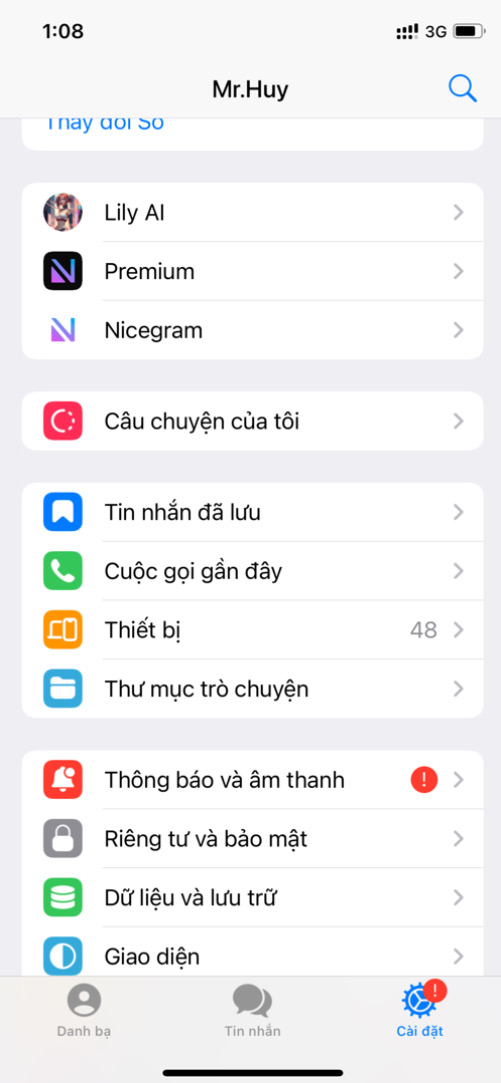 1:08
3G
Mr.Huy
Thay đổi Số
Lily AI
Premium
Nicegram
Câu chuyện của tôi
Tin nhắn đã lưu
Cuộc gọi gần đây
Thiết bị 48
Thư mục trò chuyện
Thông báo và âm thanh !
Riêng tư và bảo mật
Dữ liệu và lưu trữ
Giao diện
!
Danh bạ
Tin nhắn
Cài đặt